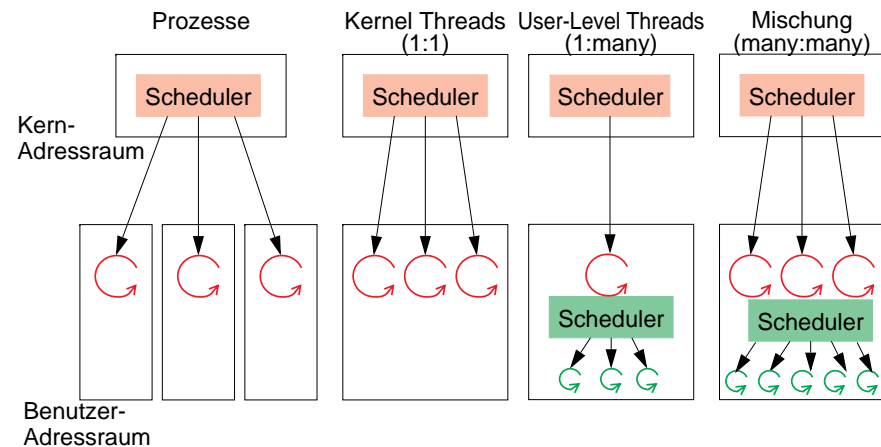 Prozesse
Kernel Threads
(1:1)
User-Level Threads
(1:many)
Mischung
(many:many)
Scheduler
Scheduler
Scheduler
Scheduler
Kern-
Adressraum
Scheduler
Scheduler
Benutzer-
Adressraum